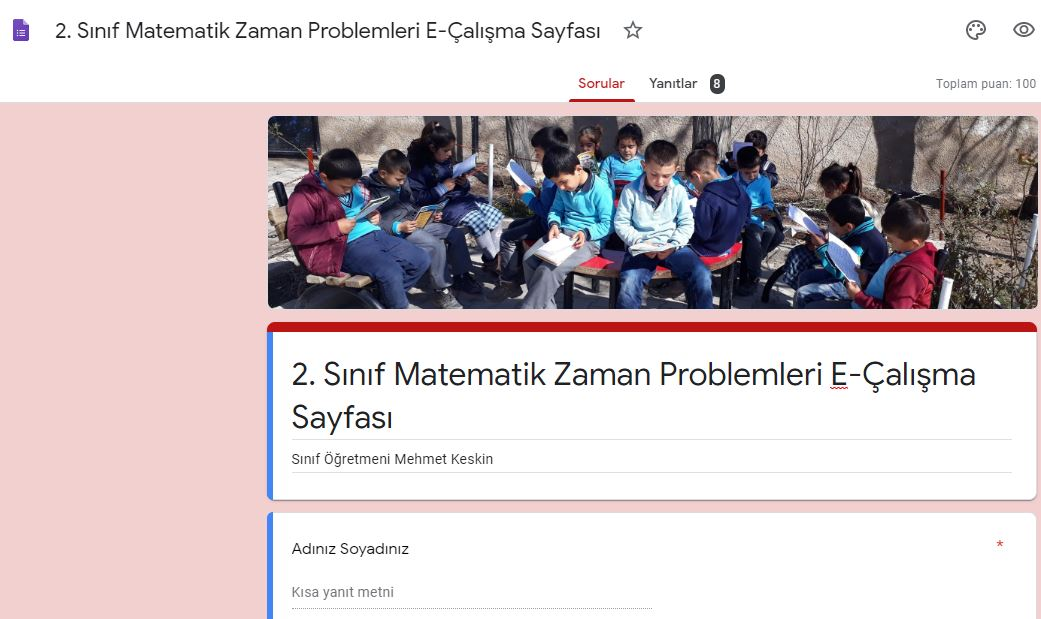 2. Sınıf Matematik Zaman Problemleri E-Çalışma Sayfası
Sorular Yanıtlar 8
Toplam puan: 100
2. Sınıf Matematik Zaman Problemleri E-Çalışma
Sayfası
Sınıf Öğretmeni Mehmet Keskin
Adınız Soyadınız *
Kısa yanıt metni